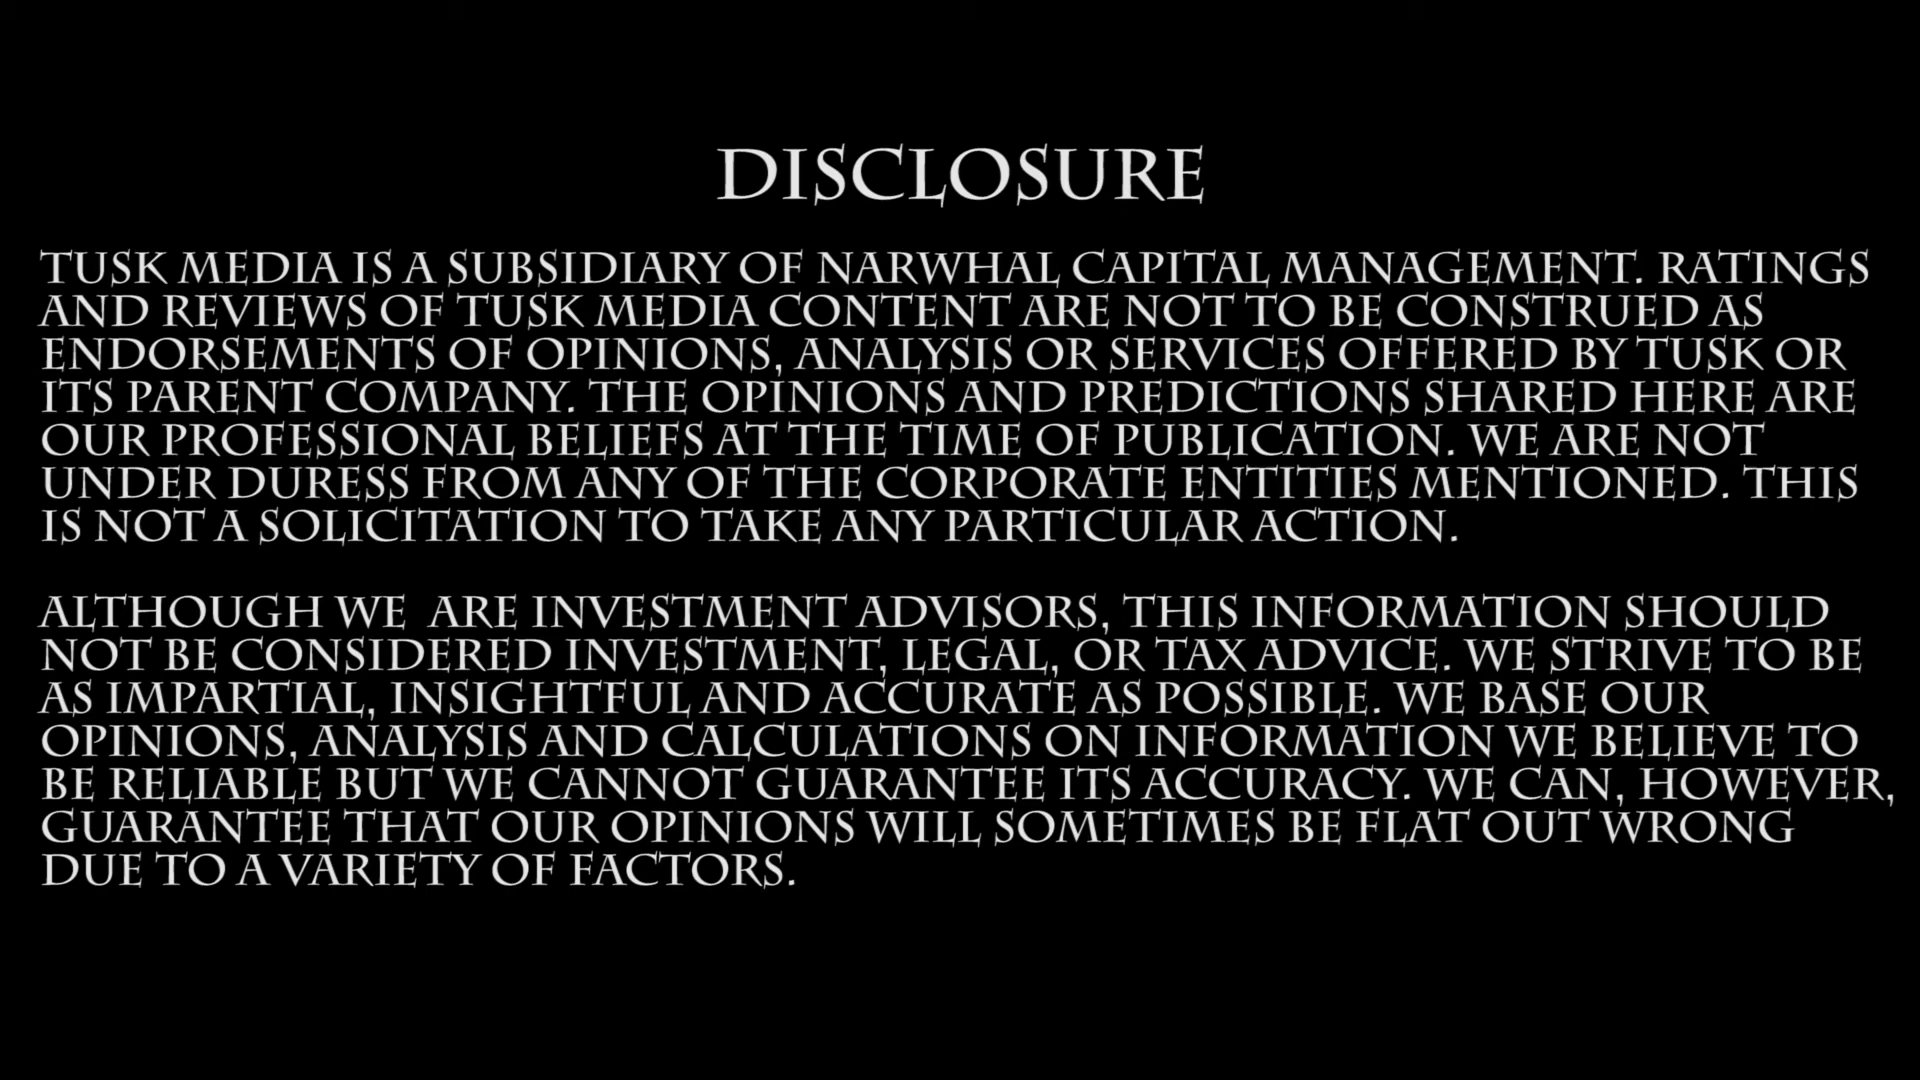 DISCLOSURE
TUSK MEDIA IS A SUBSIDIARY OF NARWHAL CAPITAL MANAGEMENT. RATINGS
AND REVIEWS OF TUSK MEDIA CONTENT ARE NOT TO BE CONSTRUED AS
ENDORSEMENTS OF OPINIONS, ANALYSIS OR SERVICES OFFERED BY TUSK OR
ITS PARENT COMPANY. THE OPINIONS AND PREDICTIONS SHARED HERE ARE
OUR PROFESSIONAL BELIEFS AT THE TIME OF PUBLICATION. WE ARE NOT
UNDER DURESS FROM ANY OF THE CORPORATE ENTITIES MENTIONED. THIS
IS NOT A SOLICITATION TO TAKE ANY PARTICULAR ACTION.
ALTHOUGH WE ARE INVESTMENT ADVISORS, THIS INFORMATION SHOULD
NOT BE CONSIDERED INVESTMENT, LEGAL, OR TAX ADVICE. WE STRIVE TO BE
AS IMPARTIAL, INSIGHTFUL AND ACCURATE AS POSSIBLE. WE BASE OUR
OPINIONS, ANALYSIS AND CALCULATIONS ON INFORMATION WE BELIEVE TO
BE RELIABLE BUT WE CANNOT GUARANTEE ITS ACCURACY. WE CAN, HOWEVER,
GUARANTEE THAT OUR OPINIONS WILL SOMETIMES BE FLAT OUT WRONG
DUE TO A VARIETY OF FACTORS.